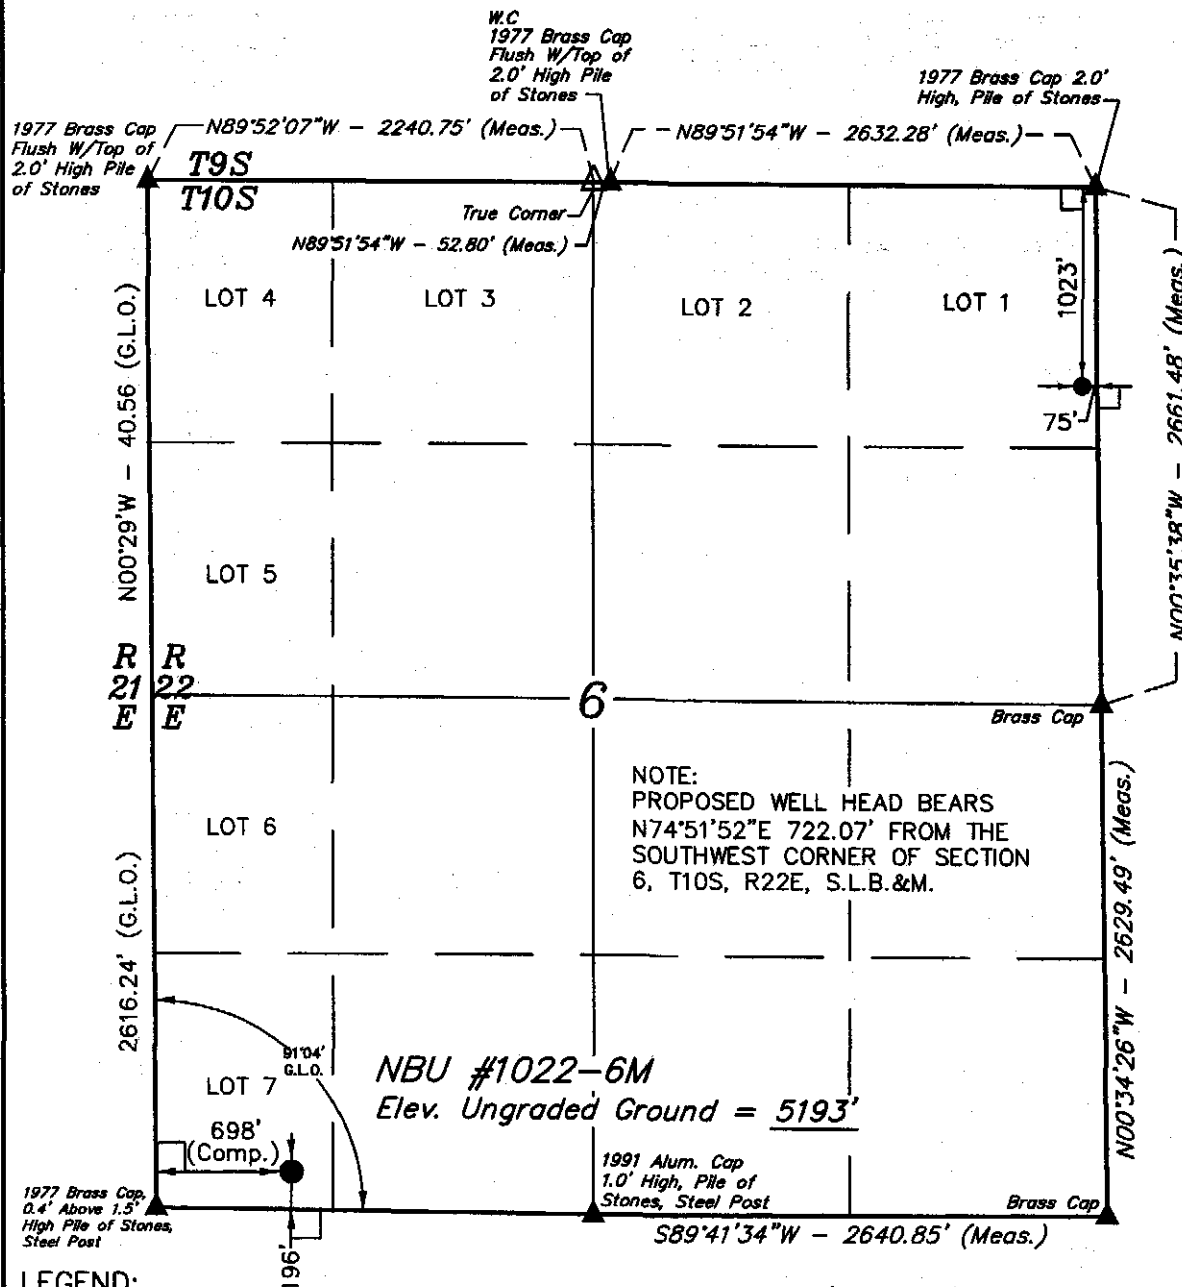 W.C
1977 Brass Cap
Flush W/Top of
2.0' High Pile
of Stones
1977 Brass Cap 2.0'
High, Pile of Stones
1977 Brass Cap
Flush W/Top of
2.0' High Pile
of Stones
N89°52'07"W - 2240.75' (Meas.)
N89°51'54"W - 2632.28' (Meas.)
T9S
T10S
True Corner
N89°51'54"W - 52.80' (Meas.)
LOT 4
LOT 3
LOT 2
LOT 1
1023'
75'
N00°35'38"W - 2661.48' (Meas.)
N00°29'W - 40.56 (G.L.O.)
LOT 5
R R
21 22
E E
6
Brass Cap
NOTE:
PROPOSED WELL HEAD BEARS
N74°51'52"E 722.07' FROM THE
SOUTHWEST CORNER OF SECTION
6, T10S, R22E, S.L.B.&M.
LOT 6
2616.24' (G.L.O.)
N00°34'26"W - 2629.49' (Meas.)
91°04'
G.L.O.
NBU #1022-6M
Elev. Ungraded Ground = 5193'
LOT 7
698'
(Comp.)
1991 Alum. Cap
1.0' High, Pile of
Stones, Steel Post
Brass Cap
1977 Brass Cap,
0.4' Above 1.5'
High Pile of Stones,
Steel Post
S89°41'34"W - 2640.85' (Meas.)
196'
LEGEND: